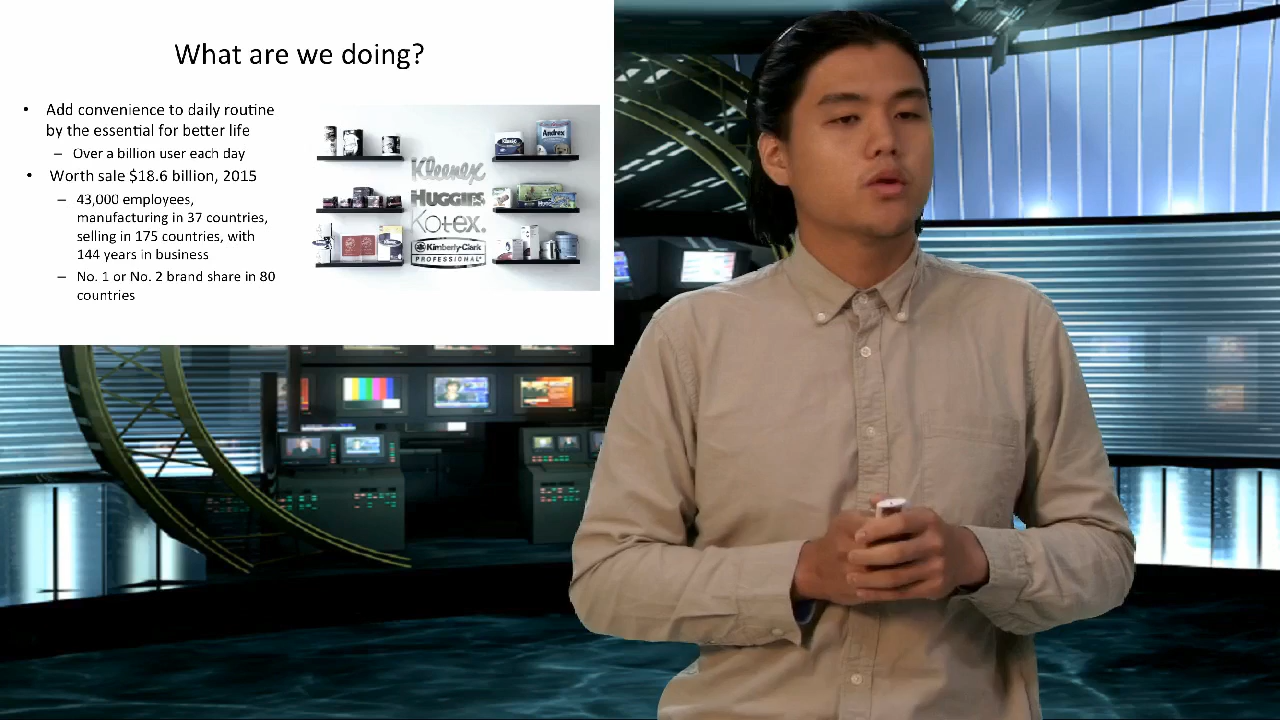 What are we doing?
• Add convenience to daily routine
by the essential for better life
– Over a billion user each day
• Worth sale $18.6 billion, 2015
– 43,000 employees,
manufacturing in 37 countries,
selling in 175 countries, with
144 years in business
– No. 1 or No. 2 brand share in 80
countries
Andrex
Kleenex
Kleenex
HUGGIES
Kotex.
Kimberly-Clark
PROFESSIONAL*